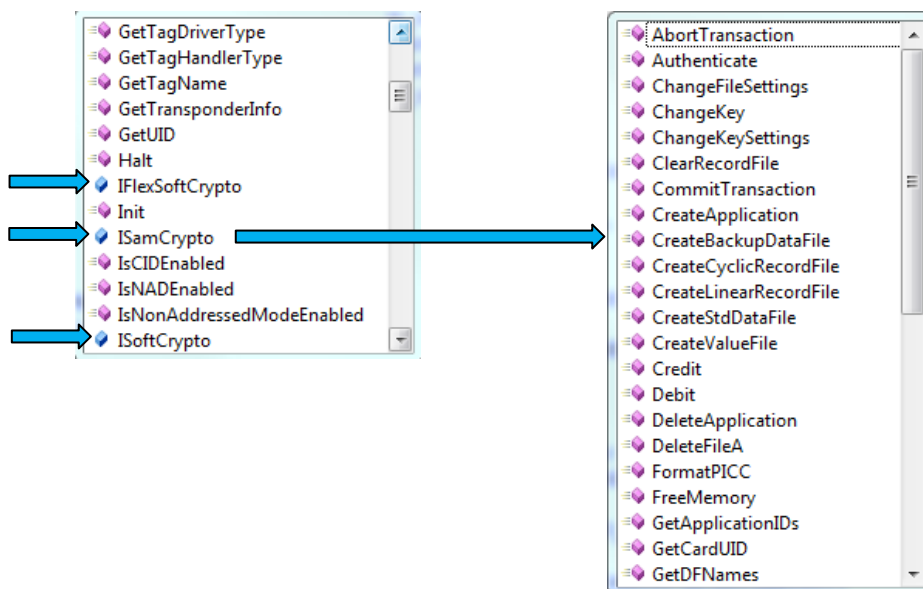 GetTagDriverType
GetTagHandlerType
GetTagName
GetTransponderInfo
GetUID
Halt
IFlexSoftCrypto
Init
ISamCrypto
IsCIDEnabled
IsNADEnabled
IsNonAddressedModeEnabled
ISoftCrypto
AbortTransaction
Authenticate
ChangeFileSettings
ChangeKey
ChangeKeySettings
ClearRecordFile
CommitTransaction
CreateApplication
CreateBackupDataFile
CreateCyclicRecordFile
CreateLinearRecordFile
CreateStdDataFile
CreateValueFile
Credit
Debit
DeleteApplication
DeleteFileA
FormatPICC
FreeMemory
GetApplicationIDs
GetCardUID
GetDFNames